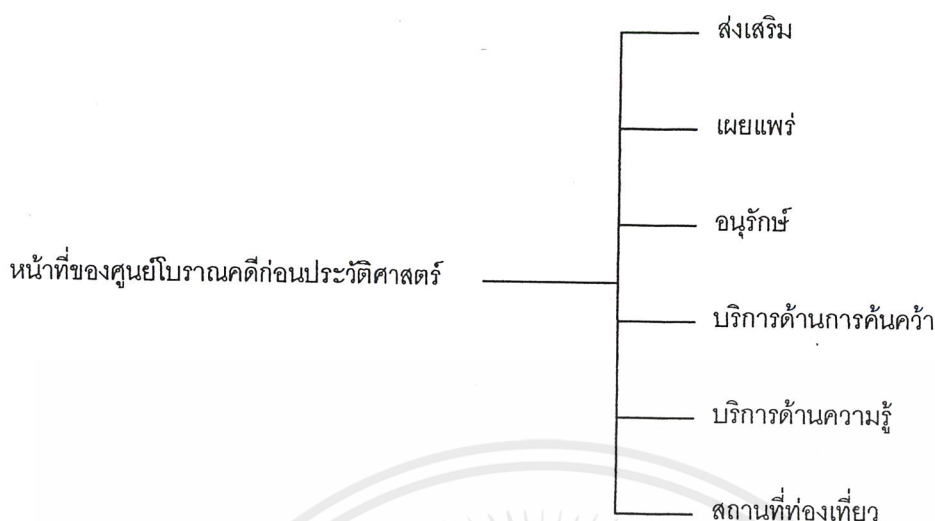 ส่งเสริม
เผยแพร่
อนุรักษ์
หน้าที่ของศูนย์โบราณคดีก่อนประวัติศาสตร์
บริการด้านการค้นคว้า
บริการด้านความรู้
สถานที่ท่องเที่ยว